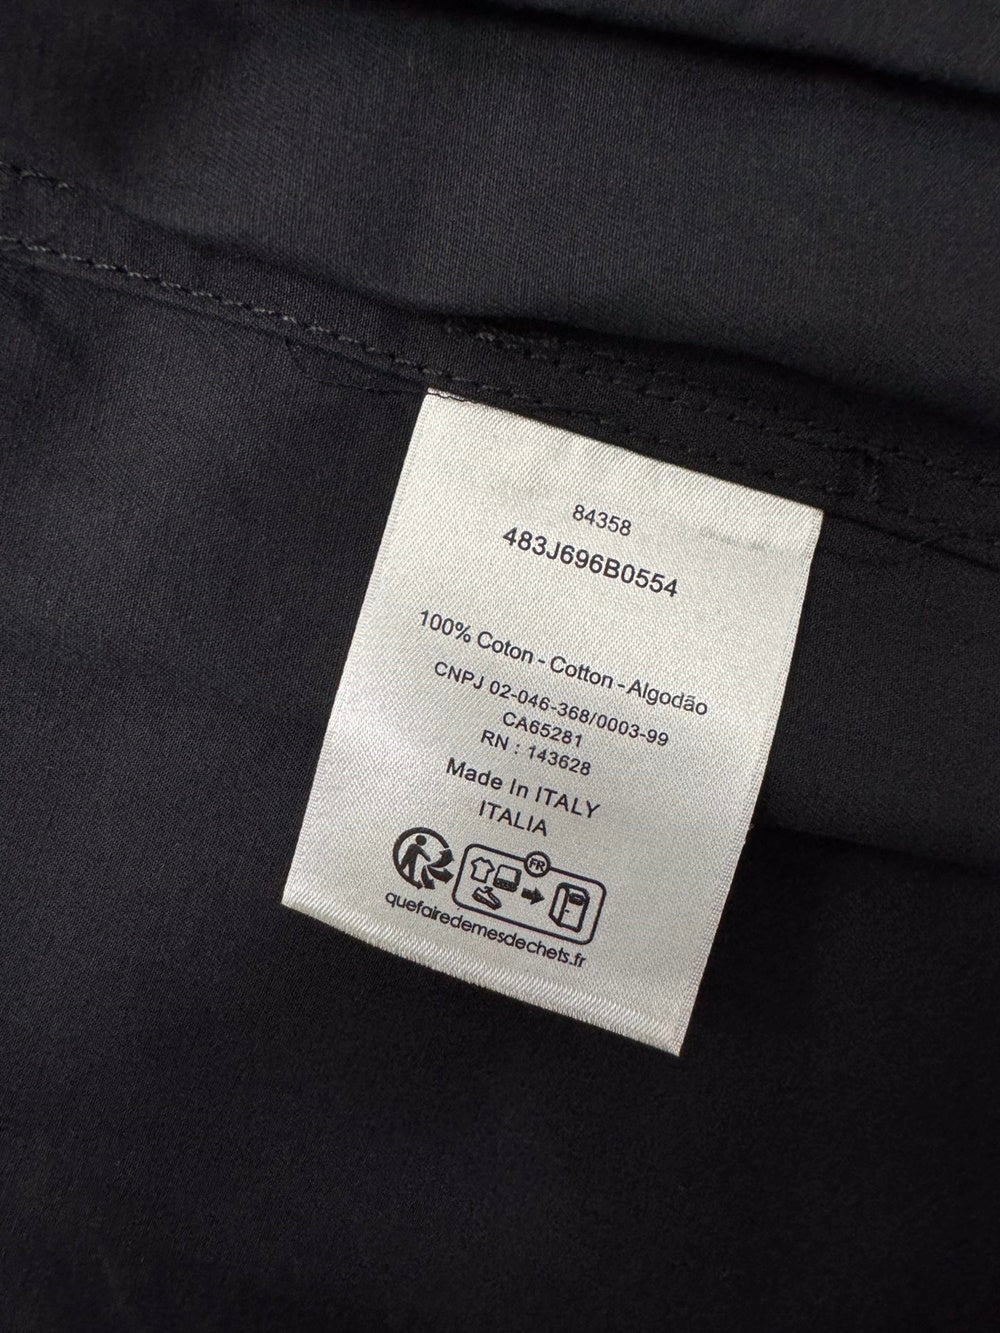 84358
483J696B0554
100% Coton - Cotton - Algodão
CNPJ 02-046-368/0003-99
CA65281
RN : 143628
Made In ITALY
ITALIA
FR
quefairedemesdechets.fr